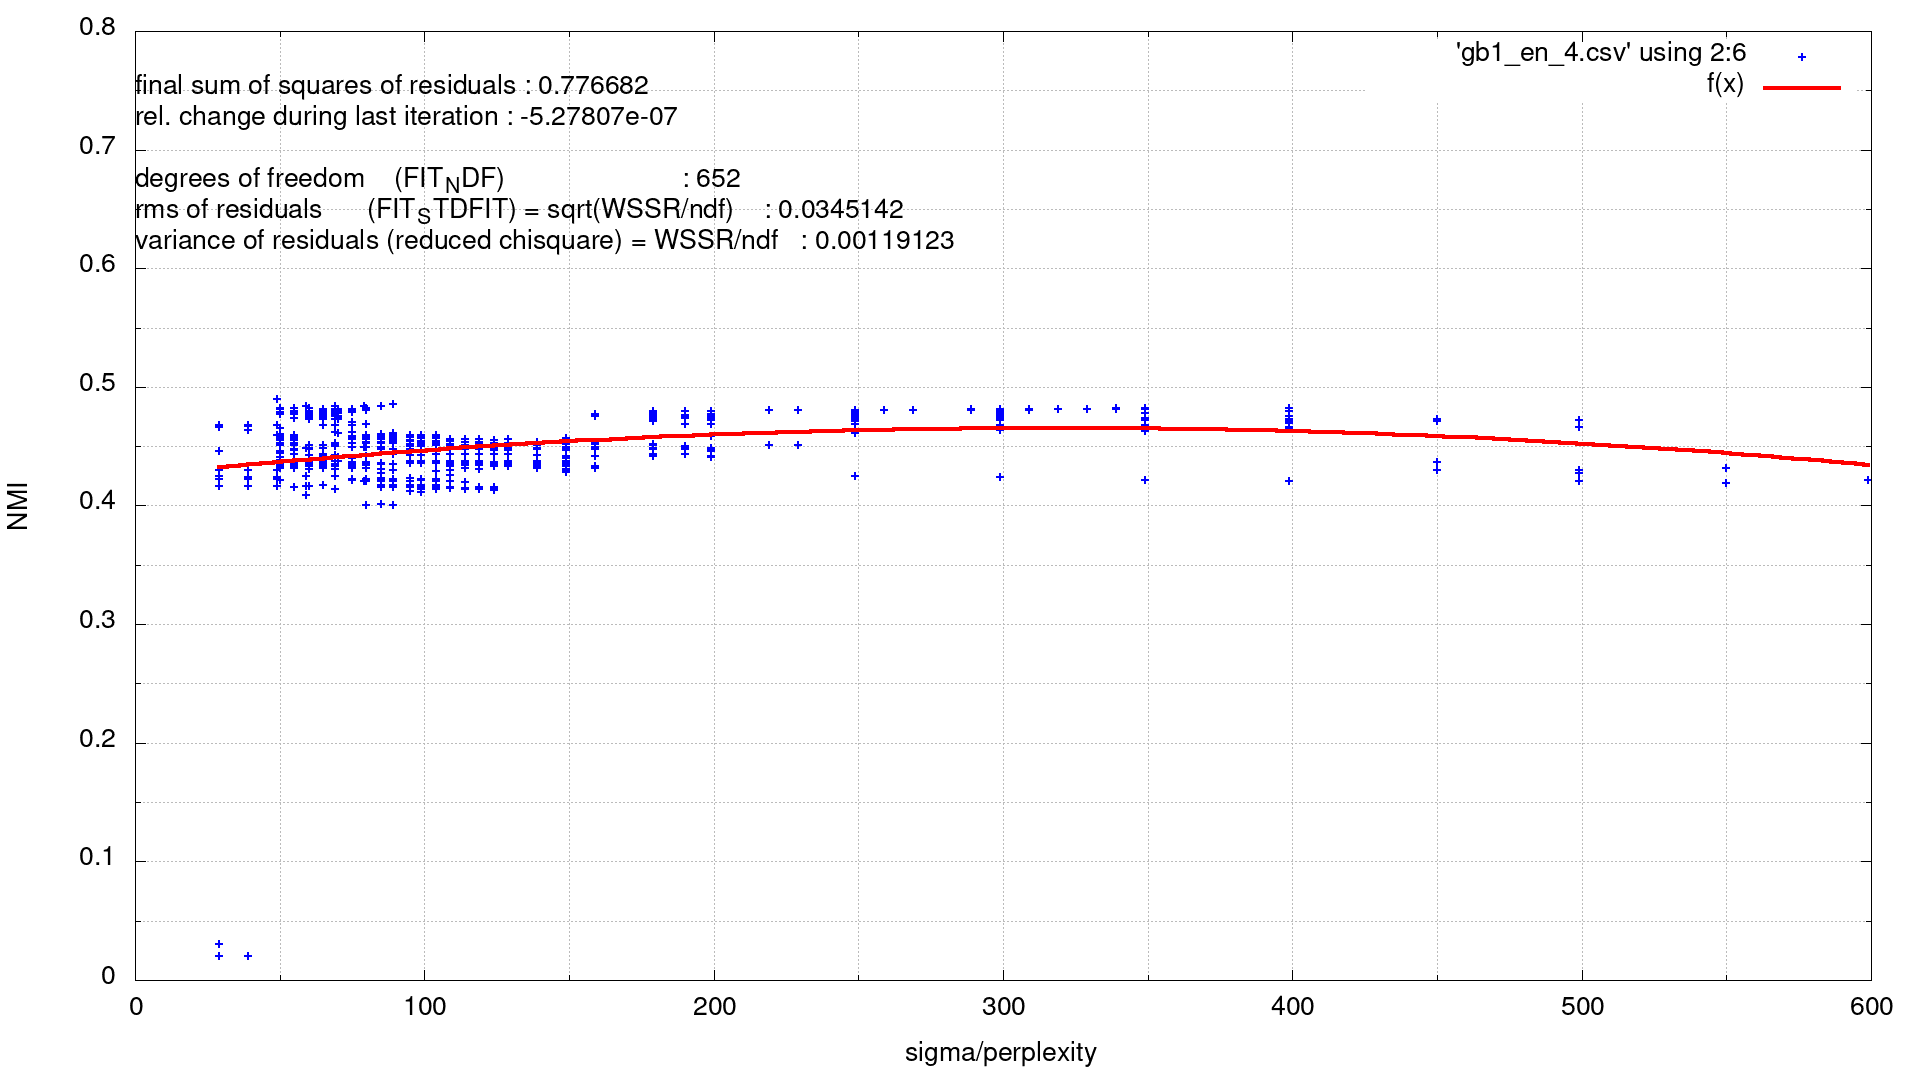 'gb1_en_4.csv' using 2:6
f(x)
final sum of squares of residuals : 0.776682
rel. change during last iteration : -5.27807e-07
degrees of freedom    (FIT_NDF)                        : 652
rms of residuals      (FIT_STDFIT) = sqrt(WSSR/ndf)    : 0.0345142
variance of residuals (reduced chisquare) = WSSR/ndf   : 0.00119123
0.8
0.7
0.6
0.5
0.4
0.3
0.2
0.1
0
NMI
0 100 200 300 400 500 600
sigma/perplexity